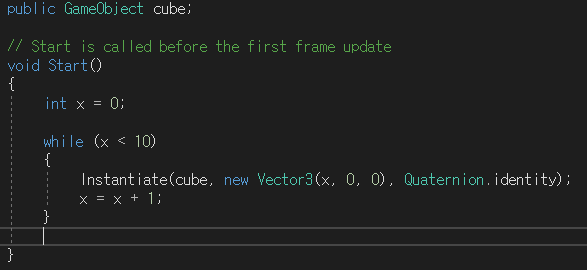 public GameObject cube;
// Start is called before the first frame update
void Start()
{
int x = 0;
while (x < 10)
{
Instantiate(cube, new Vector3(x, 0, 0), Quaternion.identity);
x = x + 1;
}
}